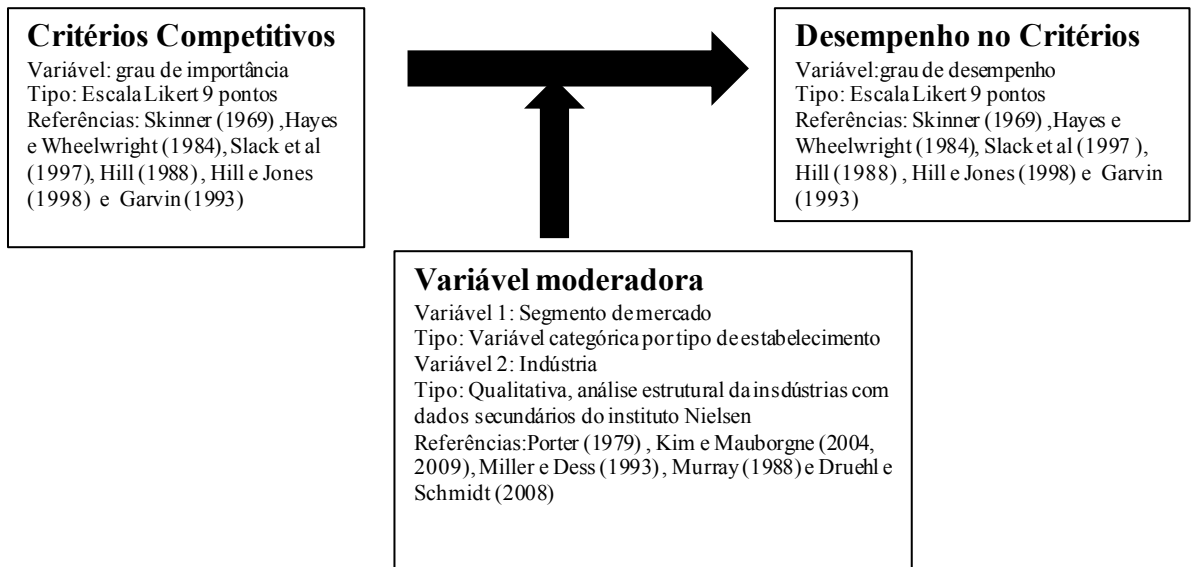 Critérios Competitivos
Variável: grau de importância
Tipo: Escala Likert 9 pontos
Referências: Skinner (1969) ,Hayes
e Wheelwright (1984), Slack et al
(1997), Hill (1988) , Hill e Jones
(1998) e Garvin (1993)
Desempenho no Critérios
Variável:grau de desempenho
Tipo: Escala Likert 9 pontos
Referências: Skinner (1969) ,Hayes e
Wheelwright (1984), Slack et al (1997 ),
Hill (1988) , Hill e Jones (1998) e Garvin
(1993)
Variável moderadora
Variável 1: Segmento de mercado
Tipo: Variável categórica por tipo de estabelecimento
Variável 2: Indústria
Tipo: Qualitativa, análise estrutural da insdústrias com
dados secundários do instituto Nielsen
Referências:Porter (1979) , Kim e Mauborgne (2004,
2009), Miller e Dess (1993) , Murray (1988) e Druehl e
Schmidt (2008)